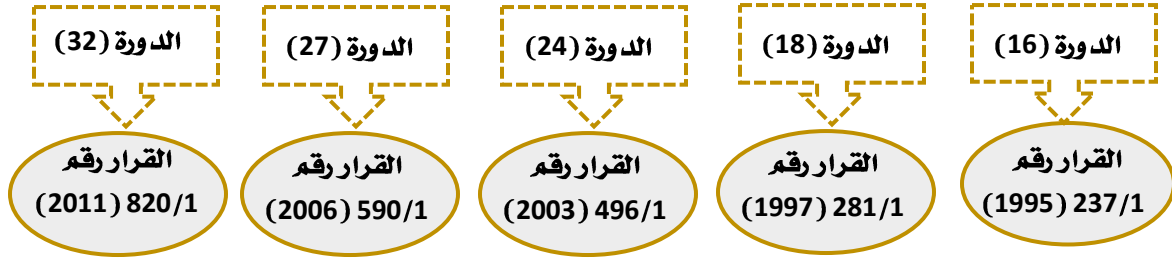 الدورة (16)
القرار رقم
237/1 (1995)
الدورة (18)
القرار رقم
281/1 (1997)
الدورة (24)
القرار رقم
496/1 (2003)
الدورة (27)
القرار رقم
590/1 (2006)
الدورة (32)
القرار رقم
820/1 (2011)